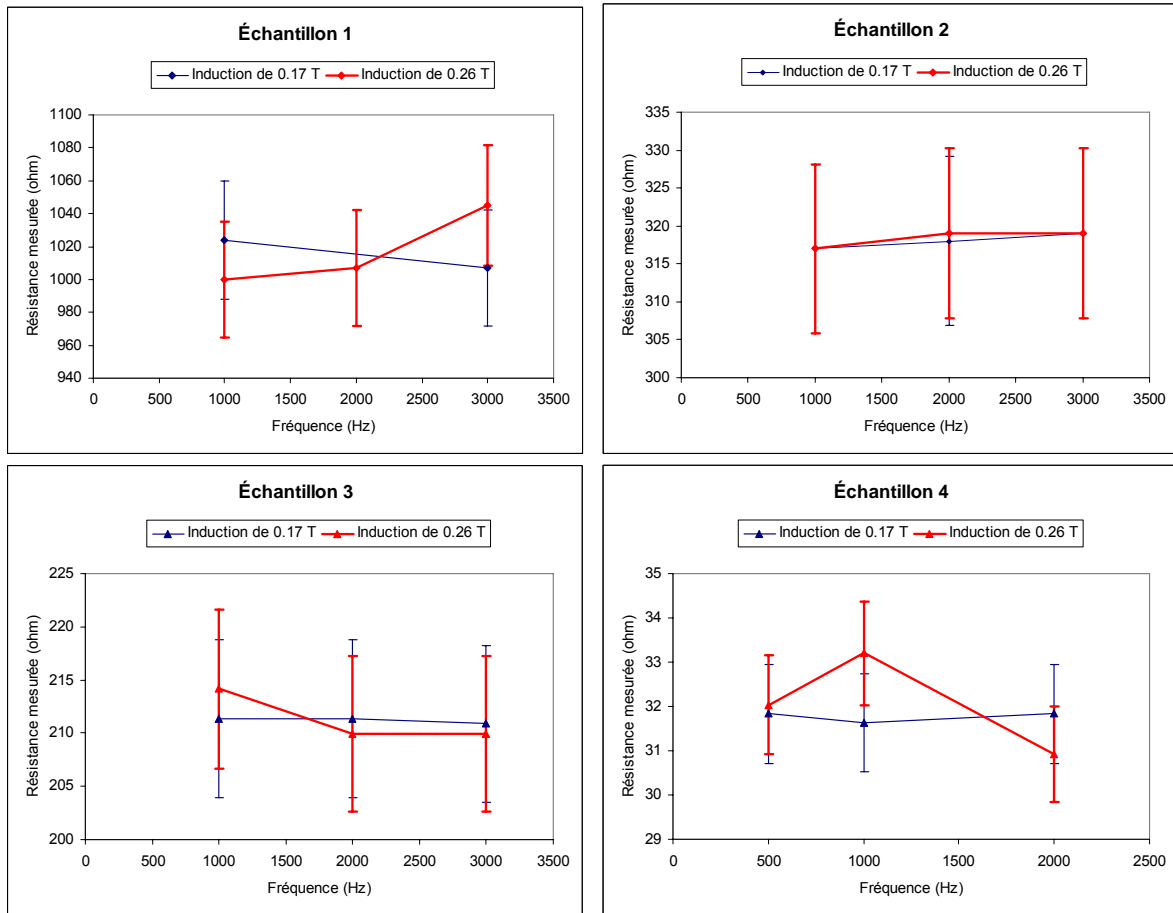 Échantillon 1
Induction de 0.17 T Induction de 0.26 T
Résistance mesurée (ohm)
1100
1080
1060
1040
1020
1000
980
960
940
0 500 1000 1500 2000 2500 3000 3500
Fréquence (Hz)
Échantillon 2
Induction de 0.17 T Induction de 0.26 T
Résistance mesurée (ohm)
335
330
325
320
315
310
305
300
0 500 1000 1500 2000 2500 3000 3500
Fréquence (Hz)
Échantillon 3
Induction de 0.17 T Induction de 0.26 T
Résistance mesurée (ohm)
225
220
215
210
205
200
0 500 1000 1500 2000 2500 3000 3500
Fréquence (Hz)
Échantillon 4
Induction de 0.17 T Induction de 0.26 T
Résistance mesurée (ohm)
35
34
33
32
31
30
29
0 500 1000 1500 2000 2500
Fréquence (Hz)